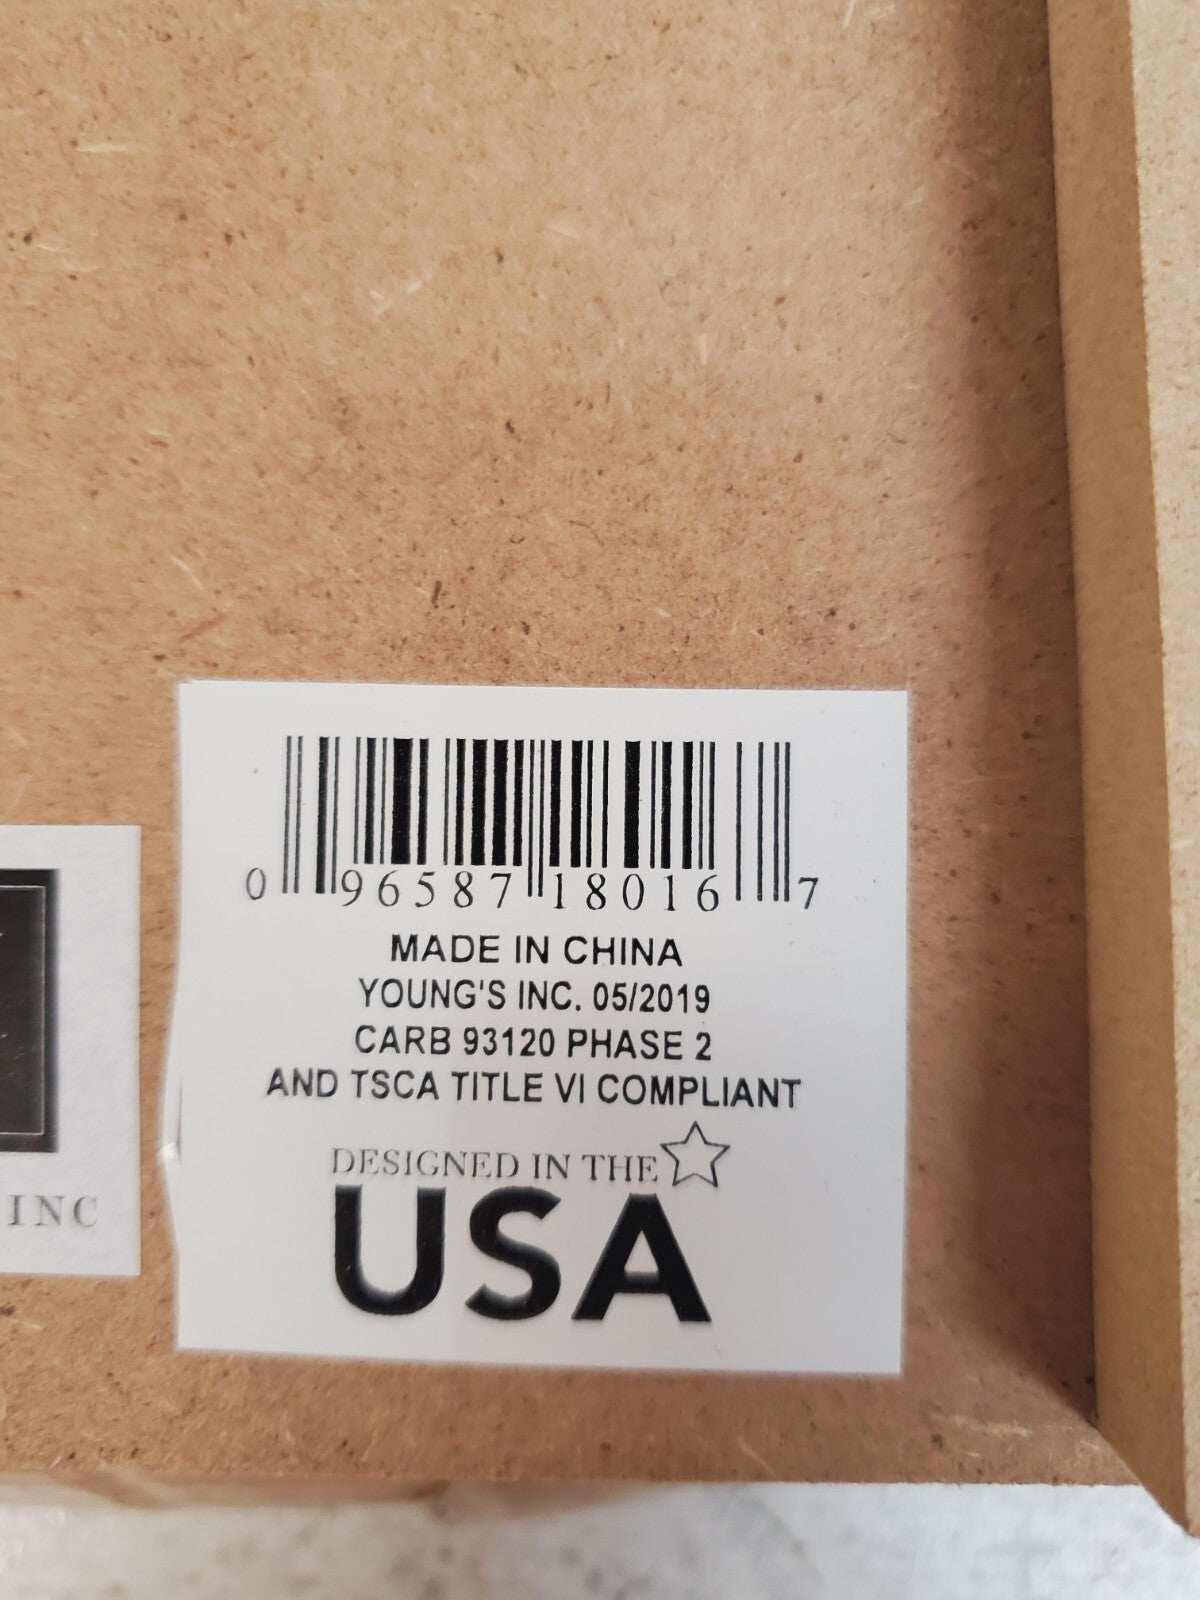 0 96587 18016 7
MADE IN CHINA
YOUNG'S INC. 05/2019
CARB 93120 PHASE 2
AND TSCA TITLE VI COMPLIANT
DESIGNED IN THE
USA
INC